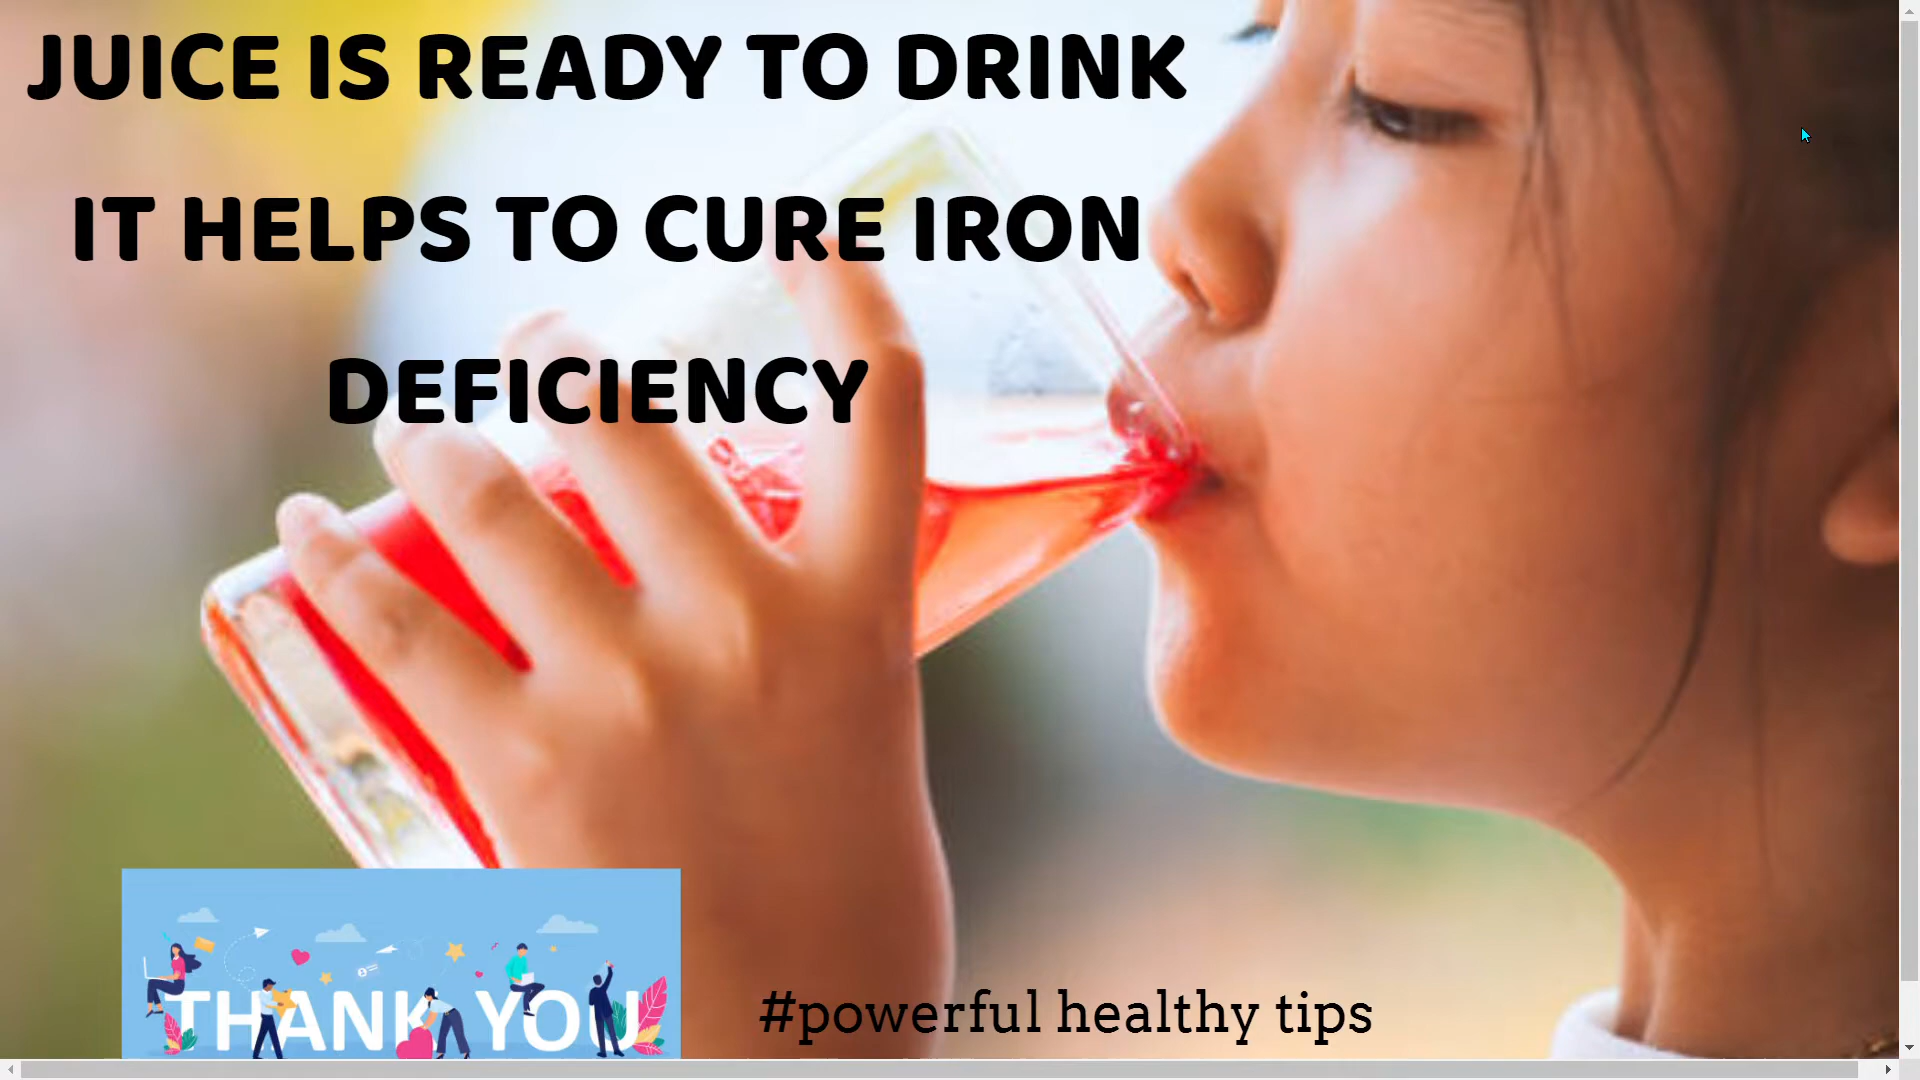 JUICE IS READY TO DRINK
IT HELPS TO CURE IRON
DEFICIENCY
THANK YOU
#powerful healthy tips